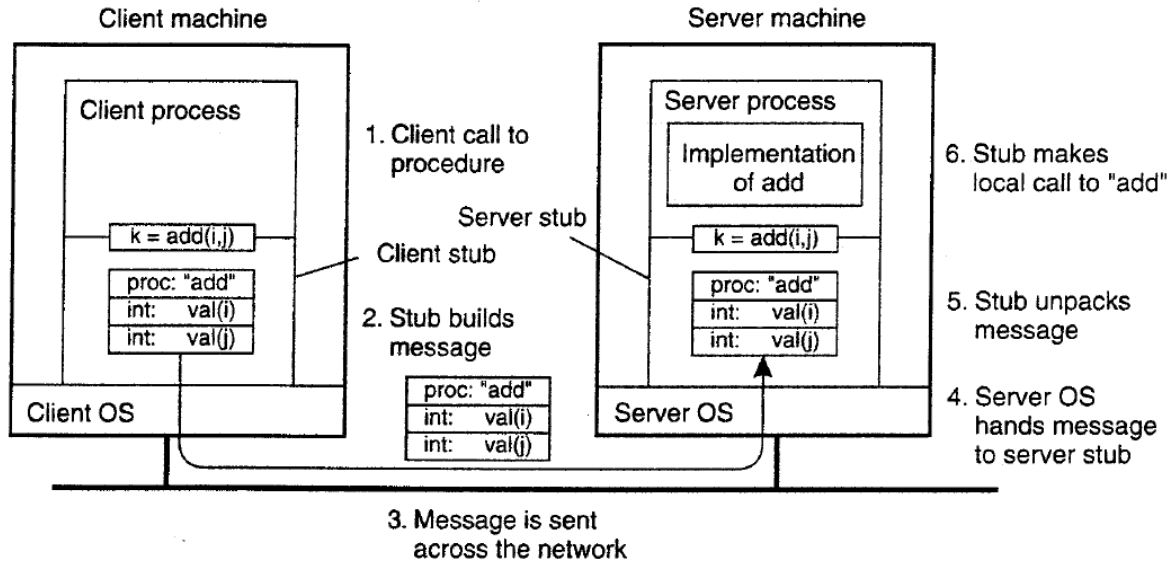 Client machine
Server machine
Client process
1. Client call to
procedure
k = add(i,j)
Client stub
proc: "add"
int: val(i)
int: val(j)
2. Stub builds
message
Client OS
proc: "add"
int: val(i)
int: val(j)
3. Message is sent
across the network
Server process
Implementation
of add
Server stub
k = add(i,j)
proc: "add"
int: val(i)
int: val(j)
Server OS
6. Stub makes
local call to "add"
5. Stub unpacks
message
4. Server OS
hands message
to server stub